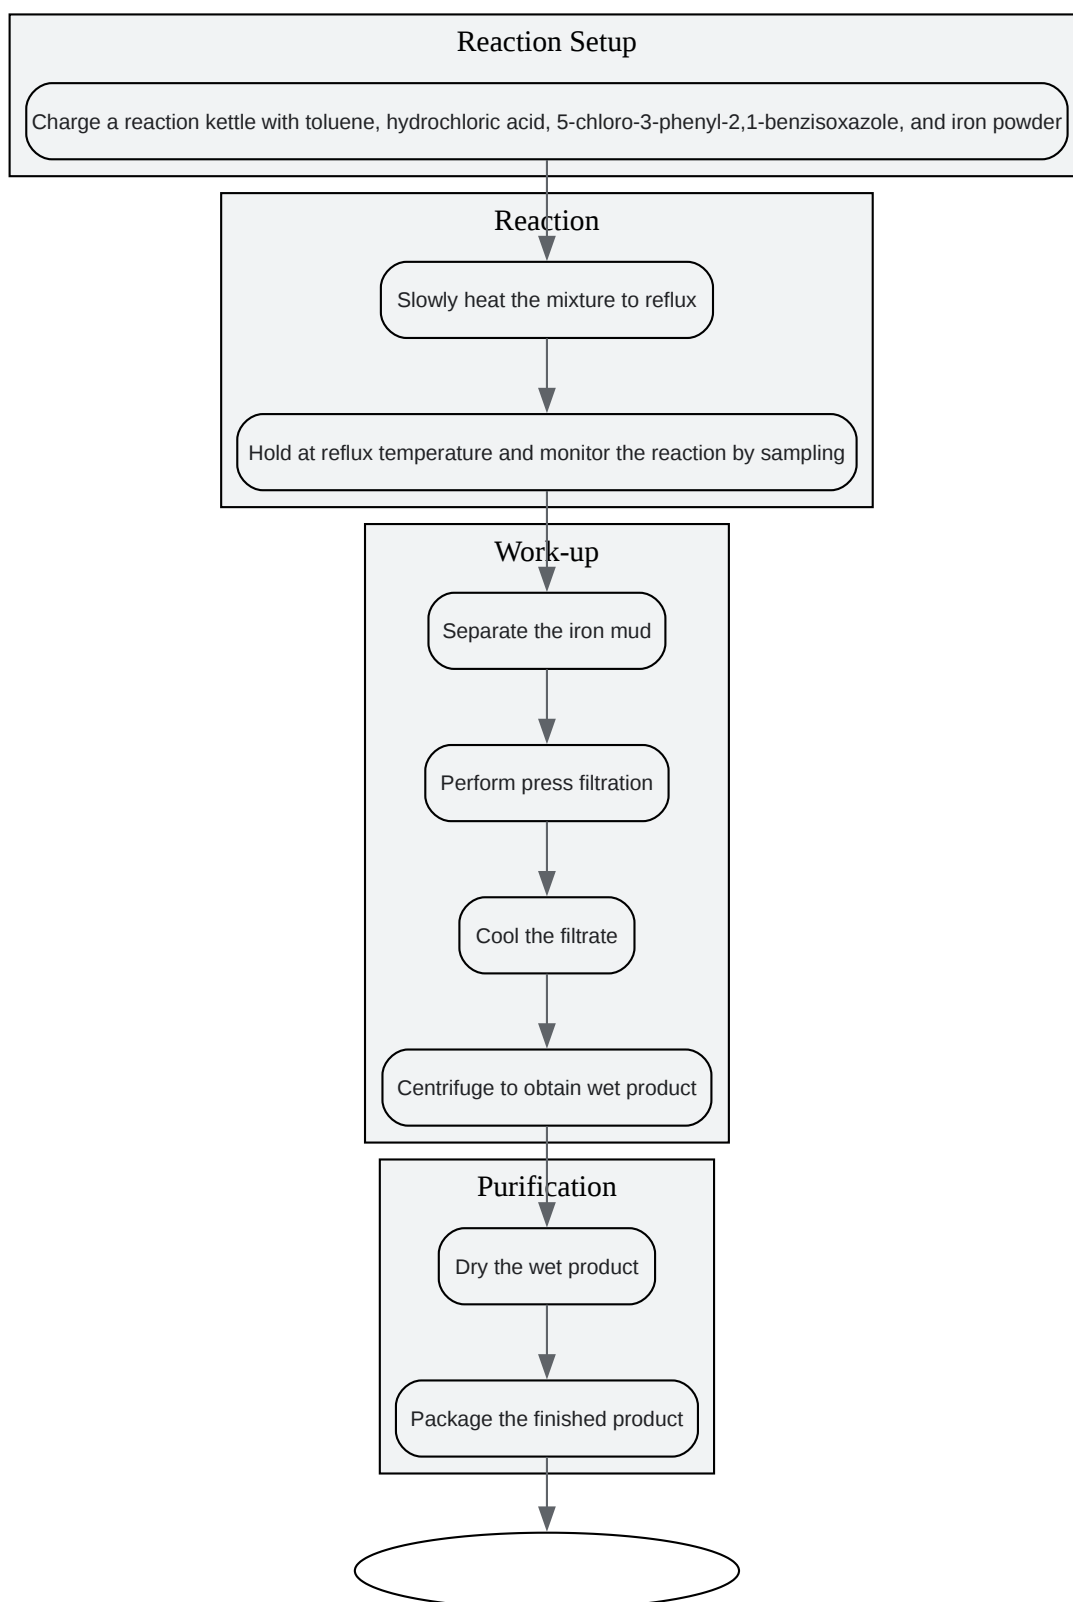 Reaction Setup
Charge a reaction kettle with toluene, hydrochloric acid, 5-chloro-3-phenyl-2,1-benzisoxazole, and iron powder
Reaction
Slowly heat the mixture to reflux
Hold at reflux temperature and monitor the reaction by sampling
Work-up
Separate the iron mud
Perform press filtration
Cool the filtrate
Centrifuge to obtain wet product
Purification
Dry the wet product
Package the finished product